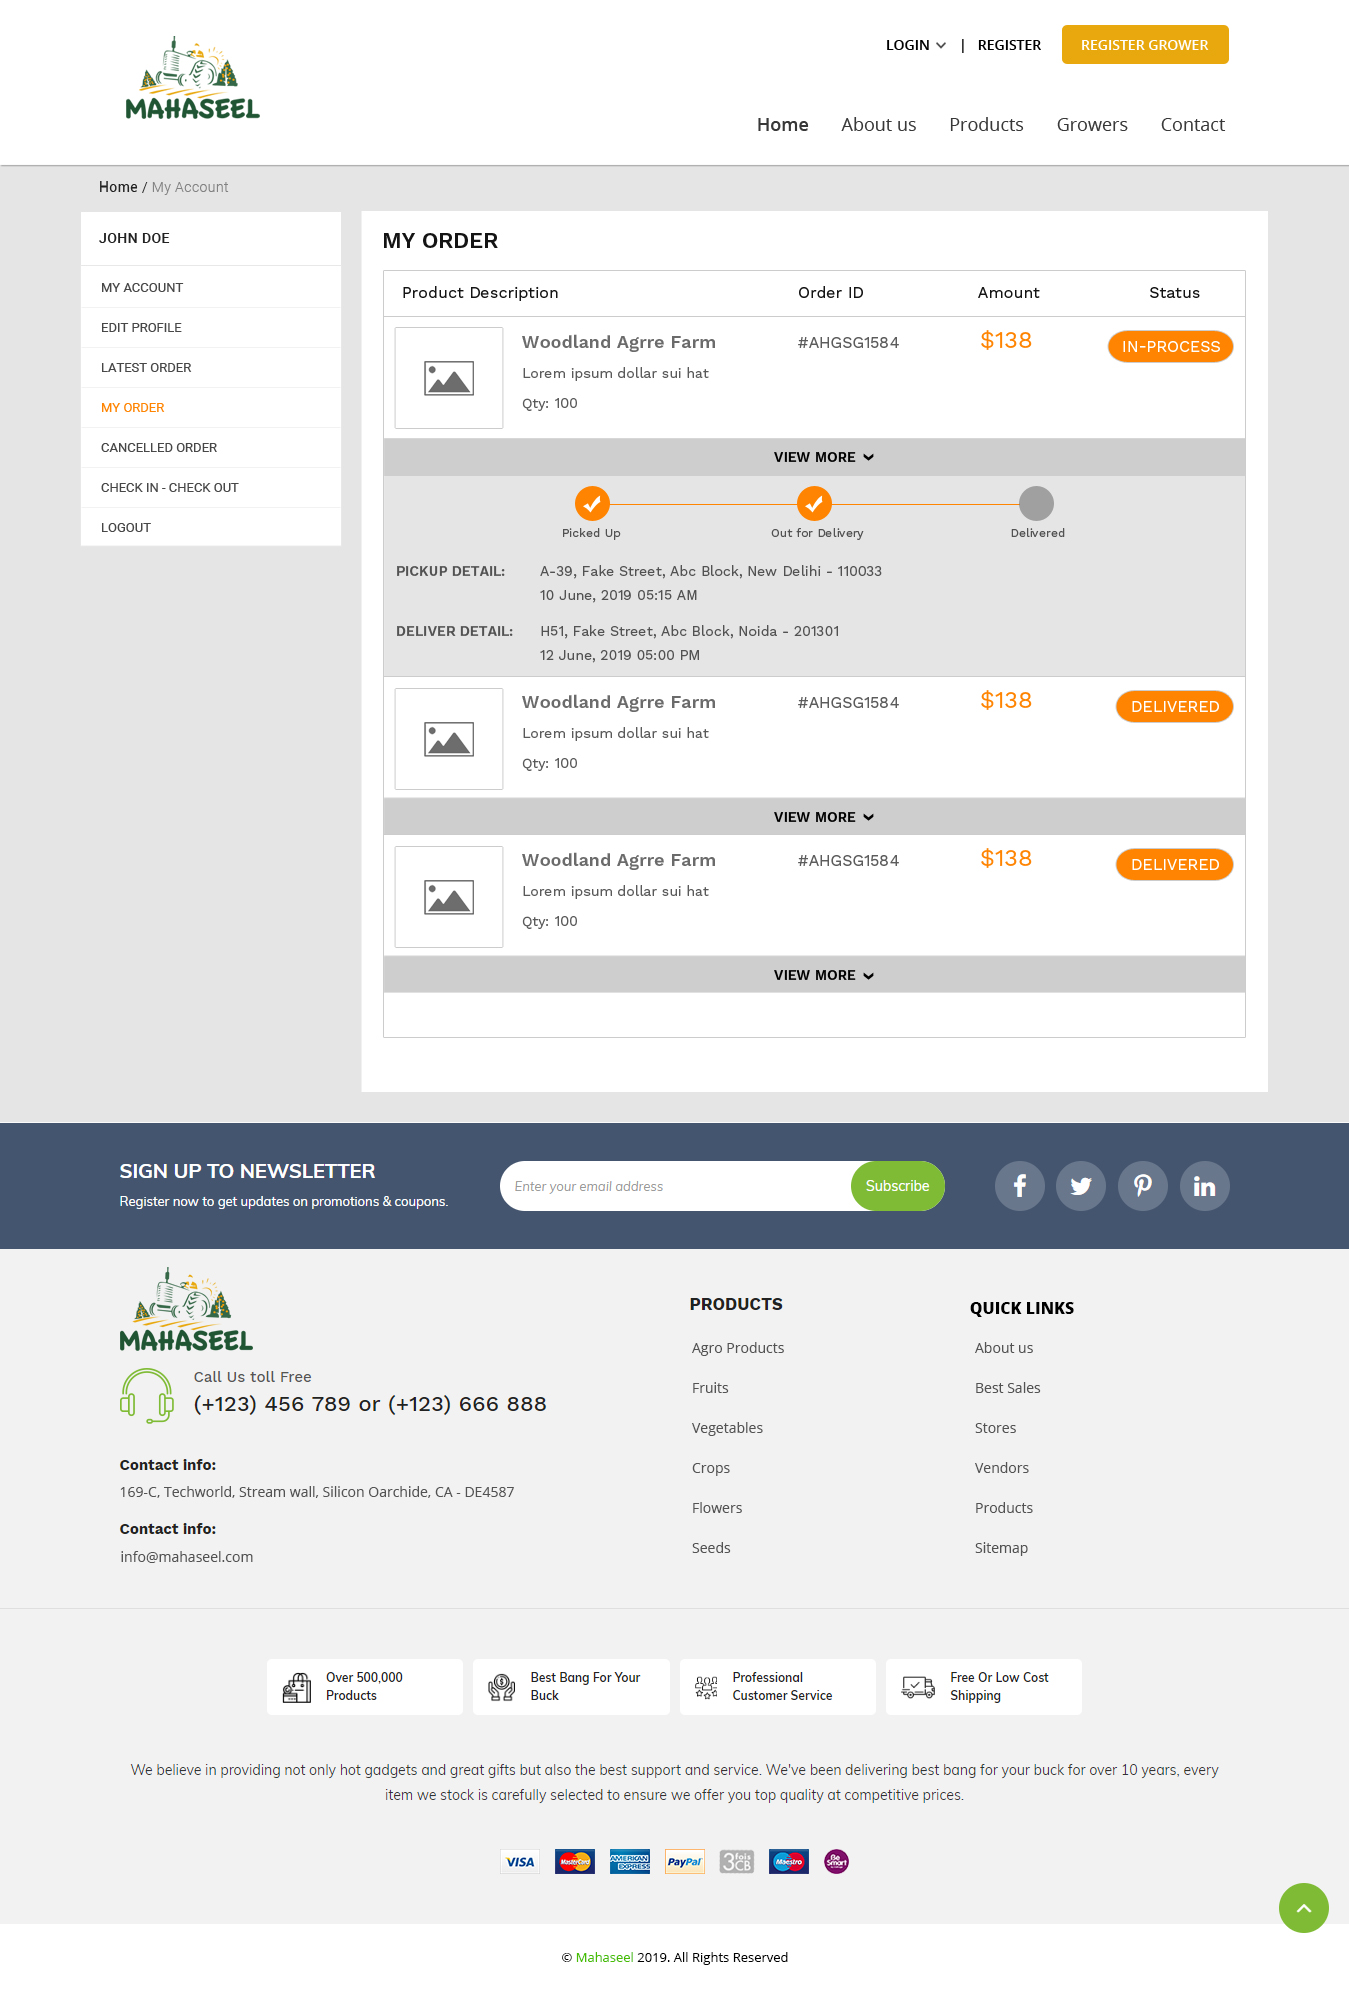 MAHASEEL
LOGIN | REGISTER REGISTER GROWER
Home About us Products Growers Contact
Home / My Account
JOHN DOE
MY ACCOUNT
EDIT PROFILE
LATEST ORDER
MY ORDER
CANCELLED ORDER
CHECK IN - CHECK OUT
LOGOUT
MY ORDER
Product Description Order ID Amount Status
Woodland Agrre Farm #AHGSG1584 $138 IN-PROCESS
Lorem ipsum dollar sui hat
Qty: 100
VIEW MORE
Picked Up Out for Delivery Delivered
PICKUP DETAIL: A-39, Fake Street, Abc Block, New Delihi - 110033
10 June, 2019 05:15 AM
DELIVER DETAIL: H51, Fake Street, Abc Block, Noida - 201301
12 June, 2019 05:00 PM
Woodland Agrre Farm #AHGSG1584 $138 DELIVERED
Lorem ipsum dollar sui hat
Qty: 100
VIEW MORE
Woodland Agrre Farm #AHGSG1584 $138 DELIVERED
Lorem ipsum dollar sui hat
Qty: 100
VIEW MORE
SIGN UP TO NEWSLETTER
Register now to get updates on promotions & coupons.
Enter your email address Subscribe
MAHASEEL
Call Us toll Free
(+123) 456 789 or (+123) 666 888
Contact info:
169-C, Techworld, Stream wall, Silicon Oarchide, CA - DE4587
Contact info:
info@mahaseel.com
PRODUCTS
Agro Products
Fruits
Vegetables
Crops
Flowers
Seeds
QUICK LINKS
About us
Best Sales
Stores
Vendors
Products
Sitemap
Over 500,000
Products
Best Bang For Your
Buck
Professional
Customer Service
Free Or Low Cost
Shipping
We believe in providing not only hot gadgets and great gifts but also the best support and service. We've been delivering best bang for your buck for over 10 years, every
item we stock is carefully selected to ensure we offer you top quality at competitive prices.
VISA MasterCard AMERICAN EXPRESS PayPal 3 fois CB Maestro Be Smart
© Mahaseel 2019. All Rights Reserved